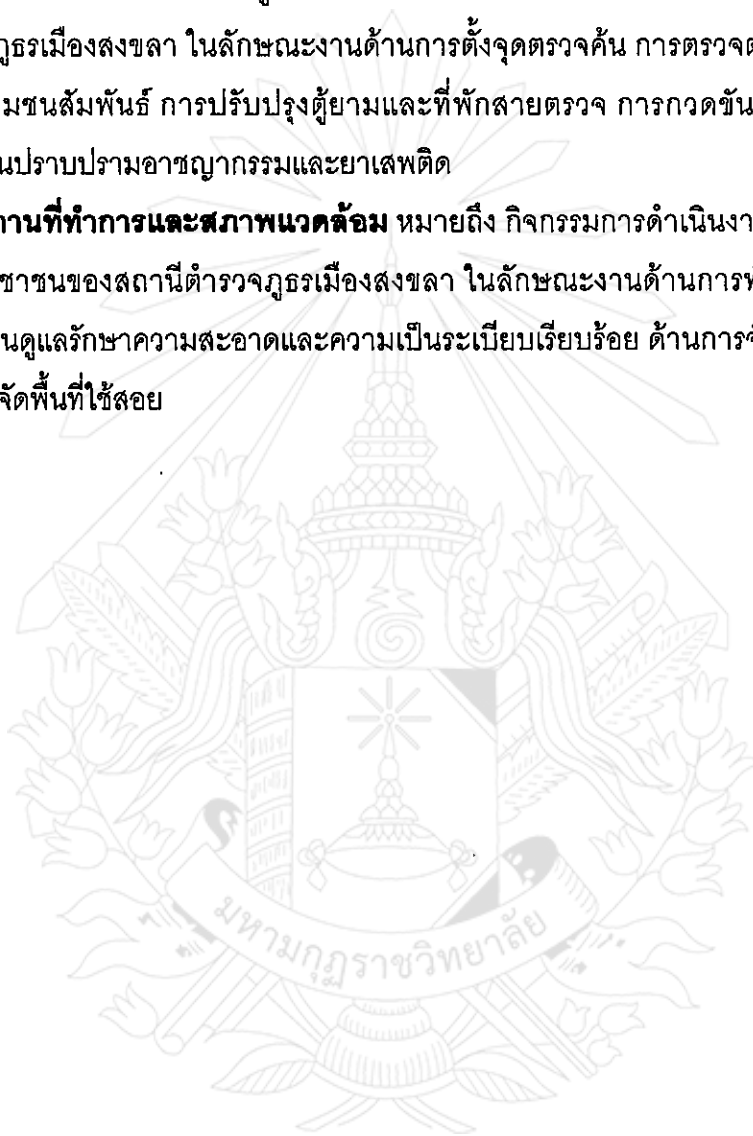 ภูธรเมืองสงขลา ในลักษณะงานด้านการตั้งจุดตรวจค้น การตรวจ
มชนสัมพันธ์ การปรับปรุงตู้ยามและที่พักสายตรวจ การกวดขัน
นปราบปรามอาชญากรรมและยาเสพติด
านที่ทำการและสภาพแวดล้อม หมายถึง กิจกรรมการดำเนินงา
ชาชนของสถานีตำรวจภูธรเมืองสงขลา ในลักษณะงานด้านการ
นดูแลรักษาความสะอาดและความเป็นระเบียบเรียบร้อย ด้านการ
จัดพื้นที่ใช้สอย
มหามกุฏราชวิทยาลัย